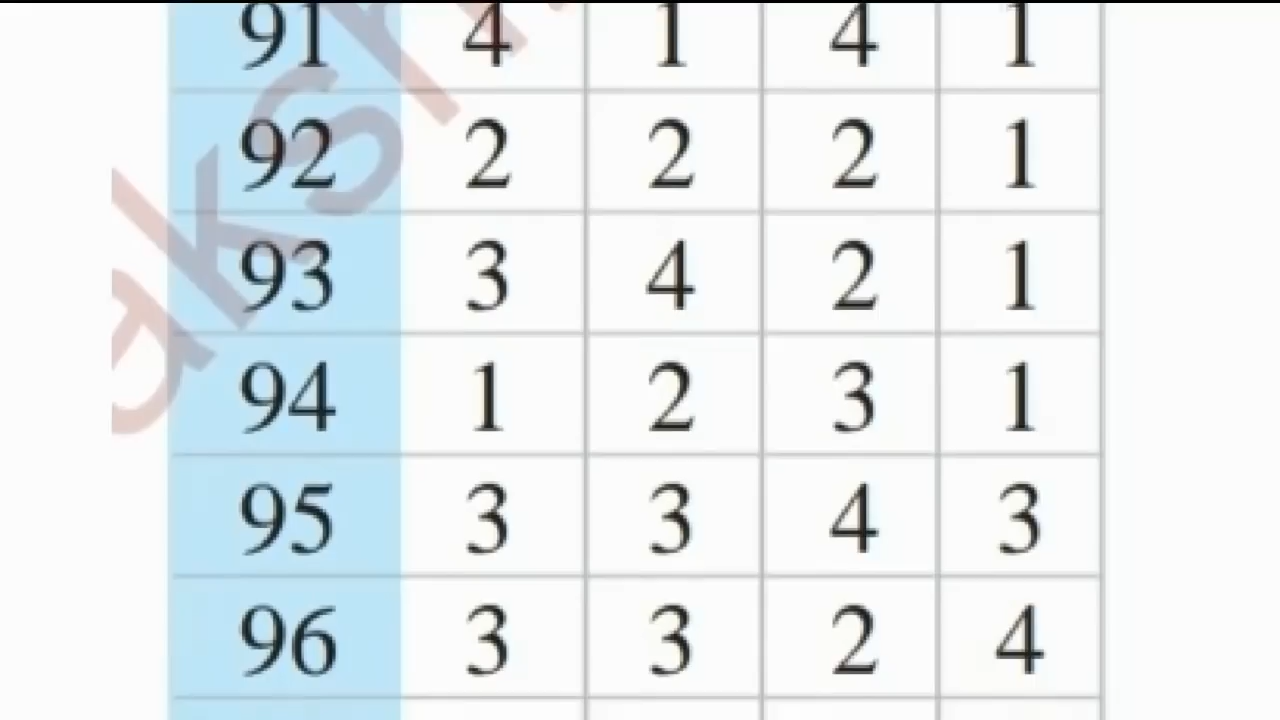 91 4 1 4 1
92 2 2 2 1
93 3 4 2 1
94 1 2 3 1
95 3 3 4 3
96 3 3 2 4